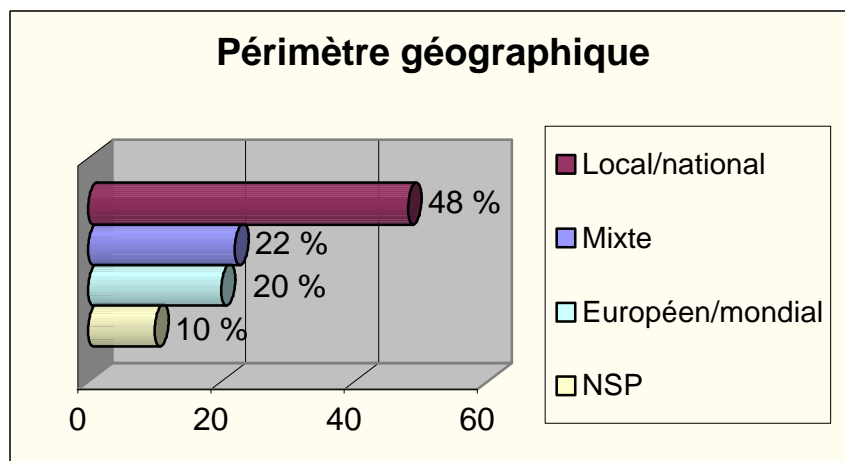 Périmètre géographique
48 %
22 %
20 %
10 %
0 20 40 60
Local/national
Mixte
Européen/mondial
NSP